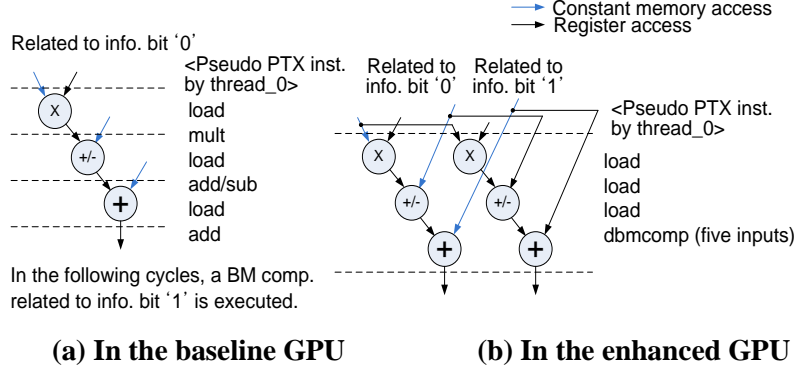 Constant memory access
Register access
Related to info. bit ‘0’
<Pseudo PTX inst.
by thread_0>
X
load
mult
+/-
load
add/sub
+
load
add
In the following cycles, a BM comp.
related to info. bit ‘1’ is executed.
(a) In the baseline GPU
Related to
info. bit ‘0’
Related to
info. bit ‘1’
<Pseudo PTX inst.
by thread_0>
X X
+/- +/-
+ +
load
load
load
dbmcomp (five inputs)
(b) In the enhanced GPU